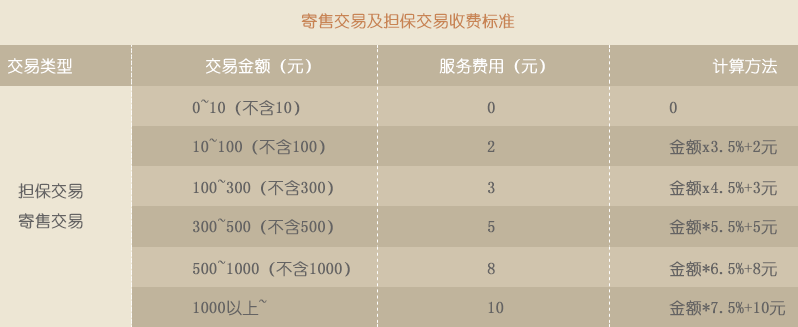 寄售交易及担保交易收费标准
交易类型 交易金额（元） 服务费用（元） 计算方法
0~10（不含10） 0 0
10~100（不含100） 2 金额x3.5%+2元
100~300（不含300） 3 金额x4.5%+3元
担保交易
寄售交易
300~500（不含500） 5 金额*5.5%+5元
500~1000（不含1000） 8 金额*6.5%+8元
1000以上~ 10 金额*7.5%+10元